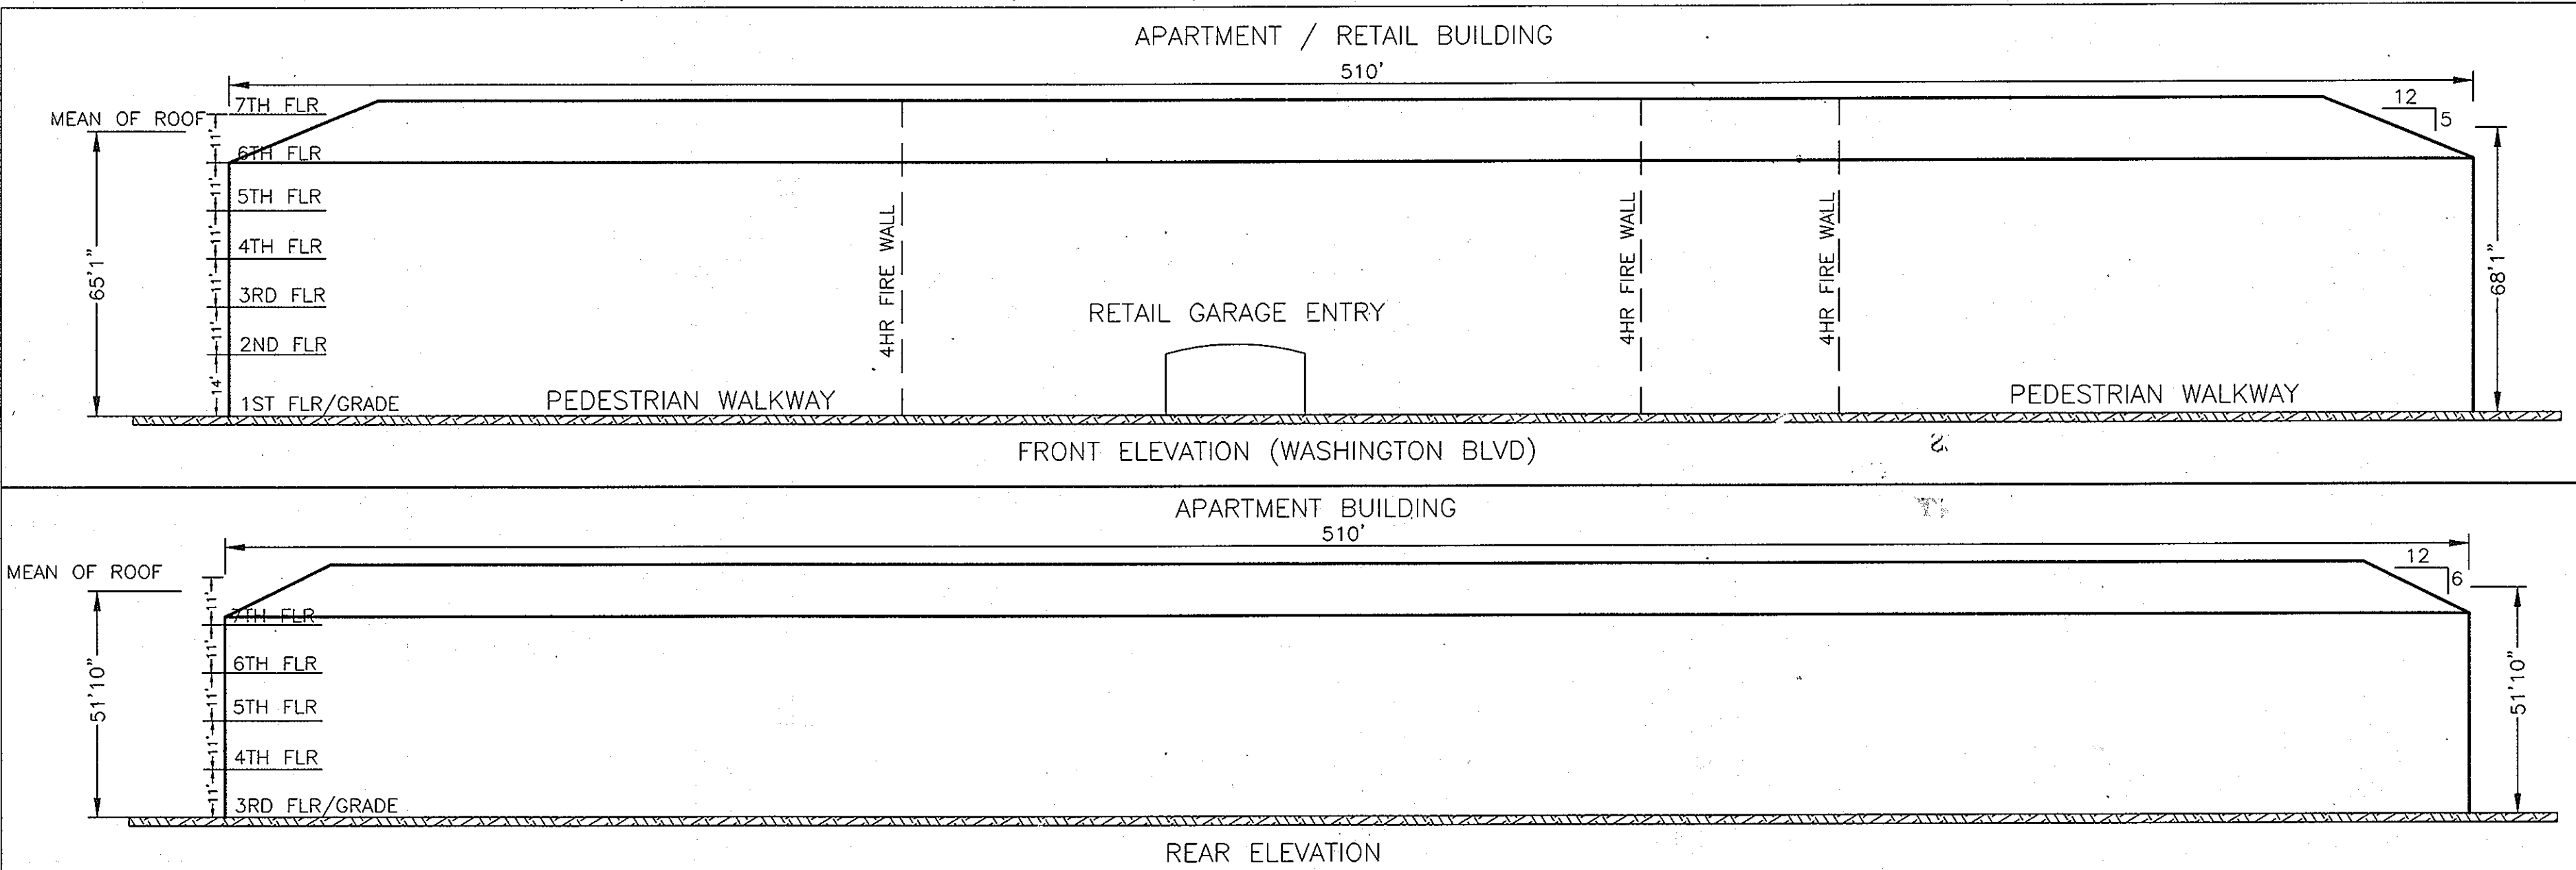 APARTMENT / RETAIL BUILDING
510'
MEAN OF ROOF
7TH FLR
12
5
11'
6TH FLR
11'
5TH FLR
11'
4TH FLR
11'
3RD FLR
11'
2ND FLR
14'
1ST FLR/GRADE
65'1"
68'1"
4HR FIRE WALL
4HR FIRE WALL
4HR FIRE WALL
RETAIL GARAGE ENTRY
PEDESTRIAN WALKWAY
PEDESTRIAN WALKWAY
FRONT ELEVATION (WASHINGTON BLVD)
APARTMENT BUILDING
510'
MEAN OF ROOF
12
6
11'
7TH FLR
11'
6TH FLR
11'
5TH FLR
11'
4TH FLR
11'
3RD FLR/GRADE
51'10"
51'10"
REAR ELEVATION